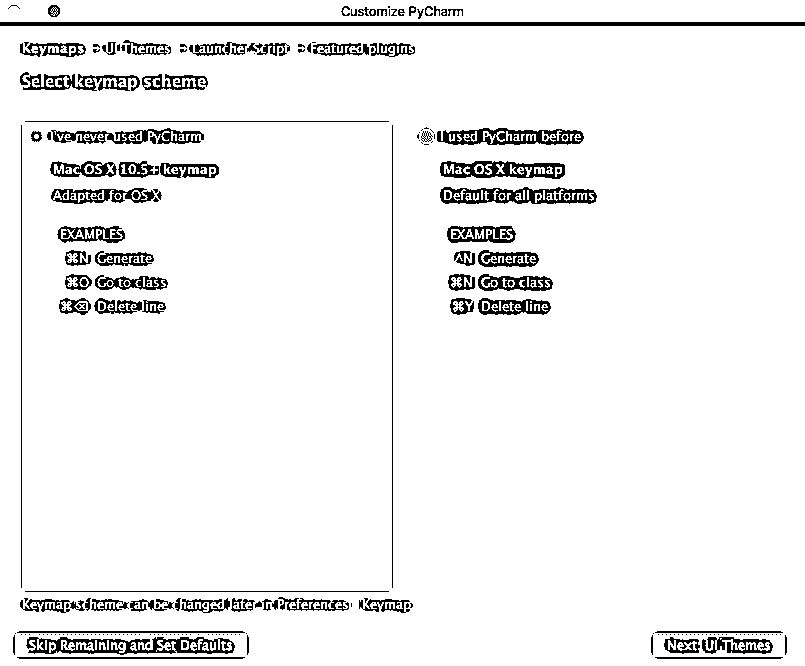 Customize PyCharm
Keymaps → UI Themes → Launcher Script → Featured plugins
Select keymap scheme
I've never used PyCharm
Mac OS X 10.5+ keymap
Adapted for OS X
EXAMPLES
⌘N Generate
⌘O Go to class
⌘⌫ Delete line
I used PyCharm before
Mac OS X keymap
Default for all platforms
EXAMPLES
^N Generate
⌘N Go to class
⌘Y Delete line
Keymap scheme can be changed later in Preferences | Keymap
Skip Remaining and Set Defaults
Next: UI Themes